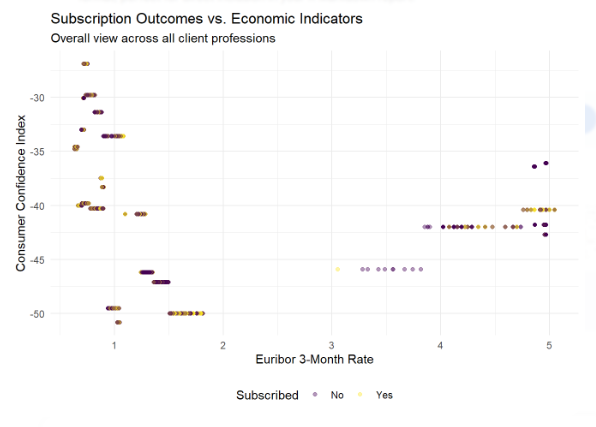 Subscription Outcomes vs. Economic Indicators
Overall view across all client professions
Consumer Confidence Index
-30
-35
-40
-45
-50
1 2 3 4 5
Euribor 3-Month Rate
Subscribed No Yes